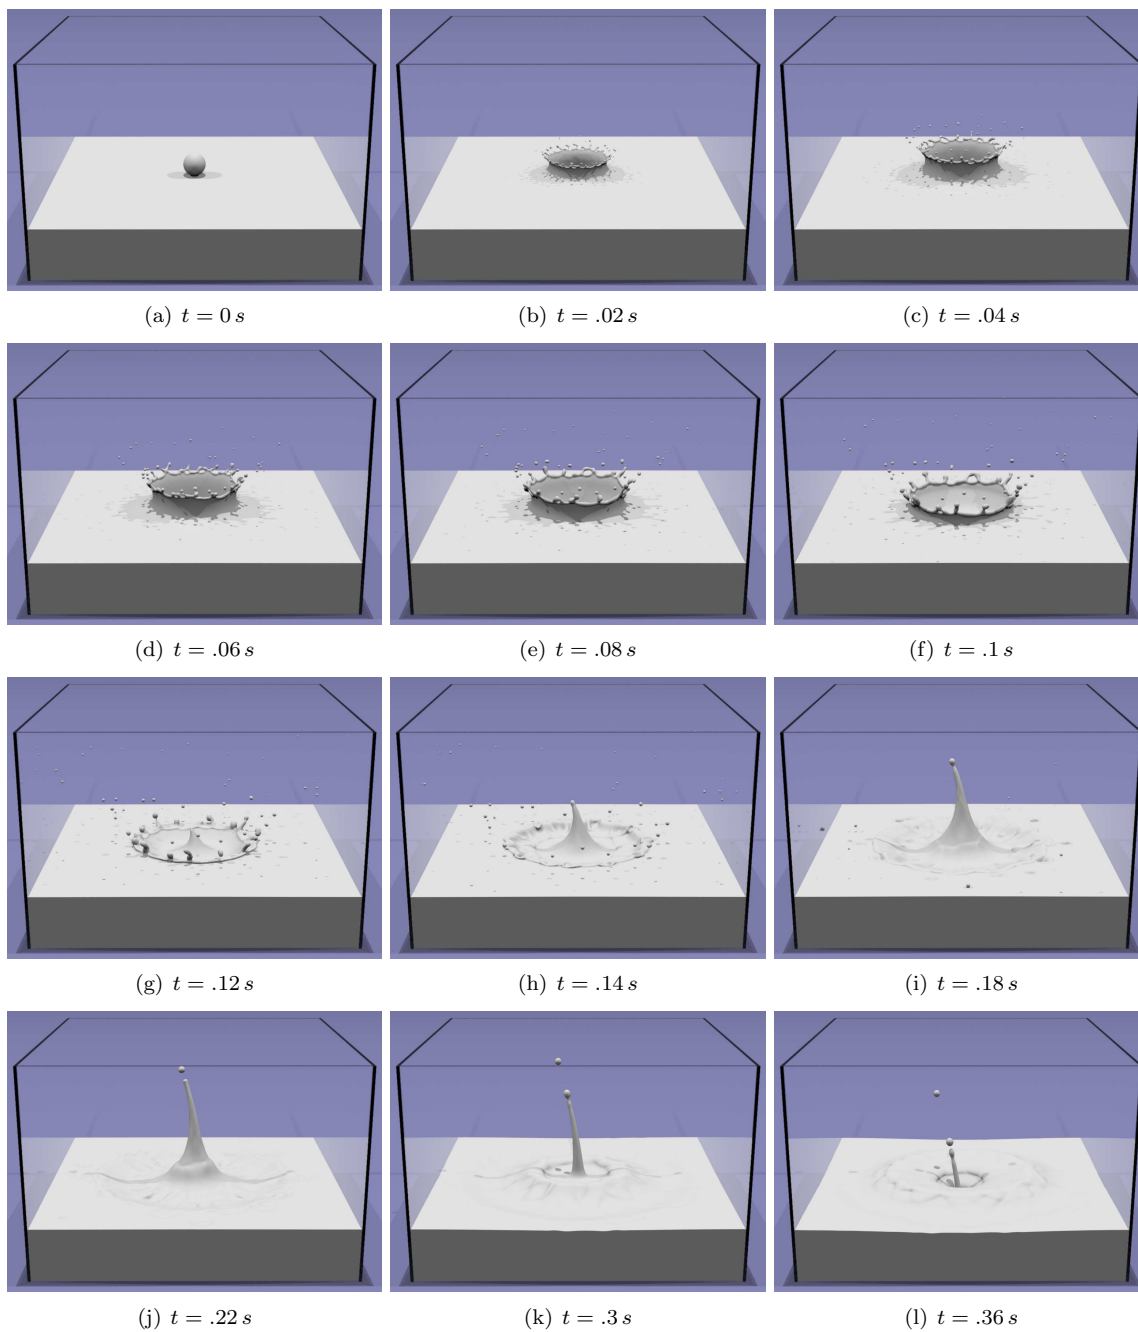 (a) t = 0 s
(b) t = .02 s
(c) t = .04 s
(d) t = .06 s
(e) t = .08 s
(f) t = .1 s
(g) t = .12 s
(h) t = .14 s
(i) t = .18 s
(j) t = .22 s
(k) t = .3 s
(l) t = .36 s